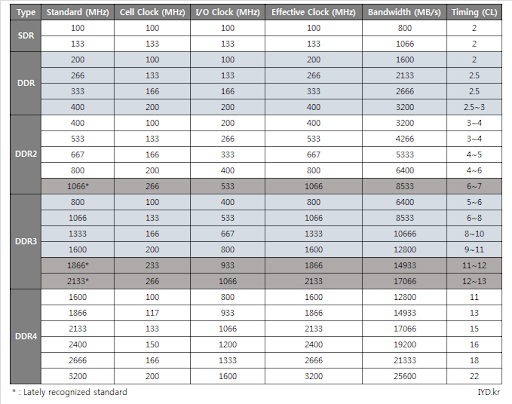 Type Standard (MHz) Cell Clock (MHz) I/O Clock (MHz) Effective Clock (MHz) Bandwidth (MB/s) Timing (CL)
SDR 100 100 100 100 800 2
133 133 133 133 1066 2
DDR 200 100 100 200 1600 2
266 133 133 266 2133 2.5
333 166 166 333 2666 2.5
400 200 200 400 3200 2.5~3
DDR2 400 100 200 400 3200 3~4
533 133 266 533 4266 3~4
667 166 333 667 5333 4~5
800 200 400 800 6400 4~6
1066* 266 533 1066 8533 6~7
DDR3 800 100 400 800 6400 5~6
1066 133 533 1066 8533 6~8
1333 166 667 1333 10666 8~10
1600 200 800 1600 12800 9~11
1866* 233 933 1866 14933 11~12
2133* 266 1066 2133 17066 12~13
DDR4 1600 100 800 1600 12800 11
1866 117 933 1866 14933 13
2133 133 1066 2133 17066 15
2400 150 1200 2400 19200 16
2666 166 1333 2666 21333 18
3200 200 1600 3200 25600 22
* : Lately recognized standard IYD.kr